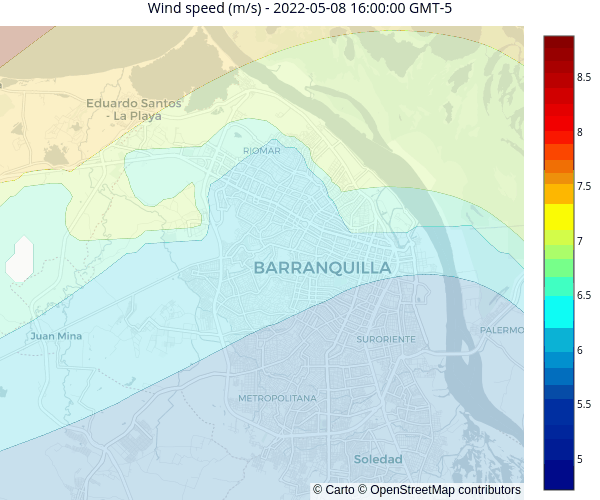 Wind speed (m/s) - 2022-05-08 16:00:00 GMT-5
8.5
8
7.5
7
6.5
6
5.5
5
Eduardo Santos
- La Playa
RIOMAR
BARRANQUILLA
Juan Mina
SURORIENTE
PALERMO
METROPOLITANA
Soledad
© Carto © OpenStreetMap contributors